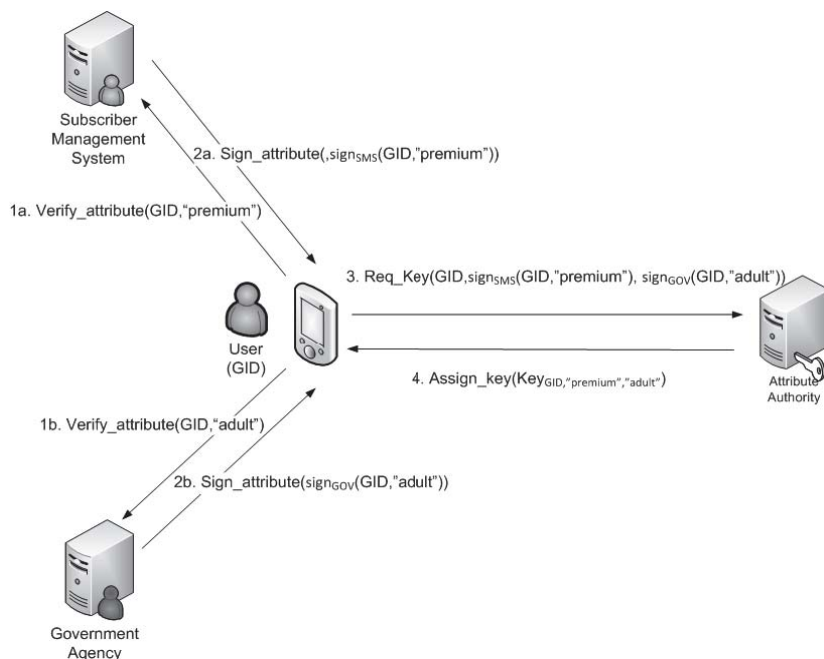 Subscriber
Management
System
2a. Sign_attribute(,signSMS(GID,"premium"))
1a. Verify_attribute(GID,"premium")
3. Req_Key(GID,signSMS(GID,"premium"), signGOV(GID,"adult"))
User
(GID)
4. Assign_key(KeyGID,"premium","adult")
Attribute
Authority
1b. Verify_attribute(GID,"adult")
2b. Sign_attribute(signGOV(GID,"adult"))
Government
Agency